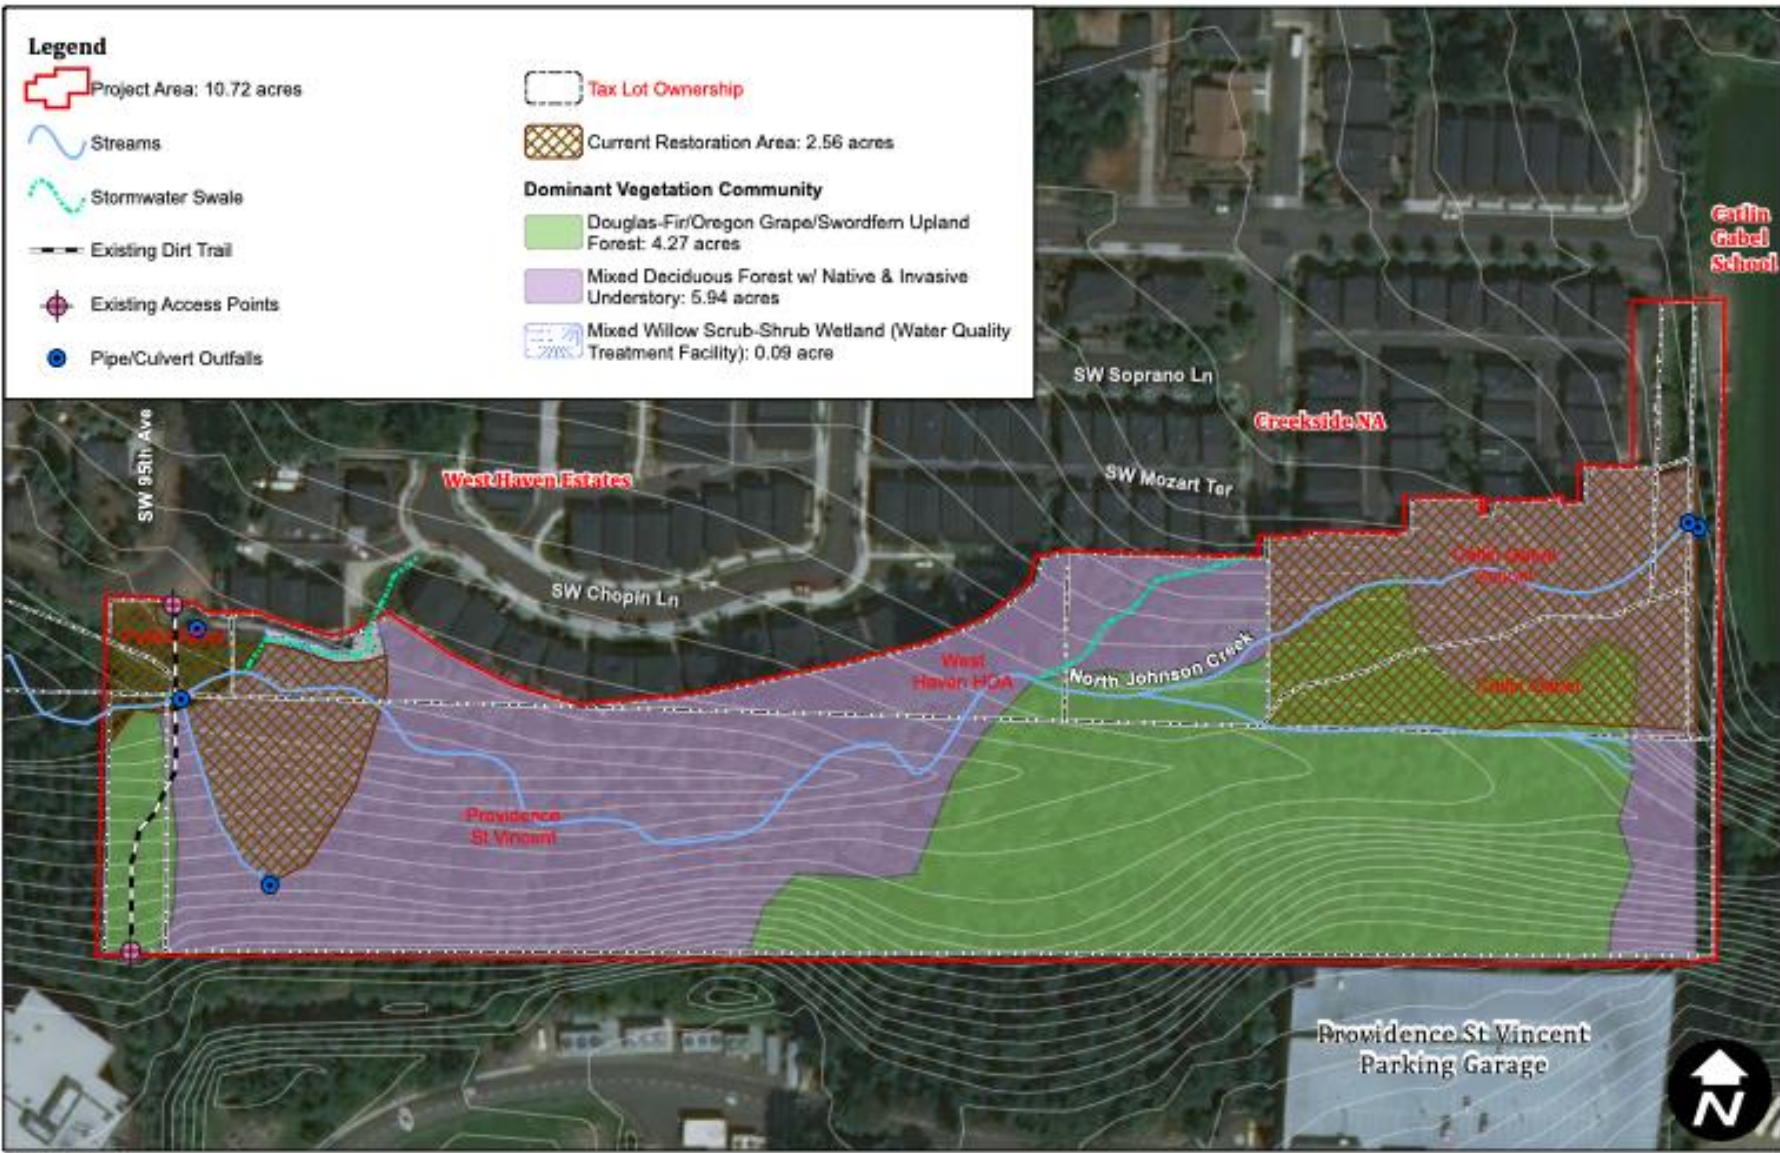 Legend
Project Area: 10.72 acres
Streams
Stormwater Swale
Existing Dirt Trail
Existing Access Points
Pipe/Culvert Outfalls
Tax Lot Ownership
Current Restoration Area: 2.56 acres
Dominant Vegetation Community
Douglas-Fir/Oregon Grape/Swordfern Upland
Forest: 4.27 acres
Mixed Deciduous Forest w/ Native & Invasive
Understory: 5.94 acres
Mixed Willow Scrub-Shrub Wetland (Water Quality
Treatment Facility): 0.09 acre
Catlin
Gabel
School
SW Soprano Ln
Creekside NA
SW 95th Ave
West Haven Estates
SW Mozart Ter
SW Chopin Ln
Catlin Gabel
West
Haven HOA
North Johnson Creek
Catlin Gabel
Providence
St Vincent
Providence St Vincent
Parking Garage
N